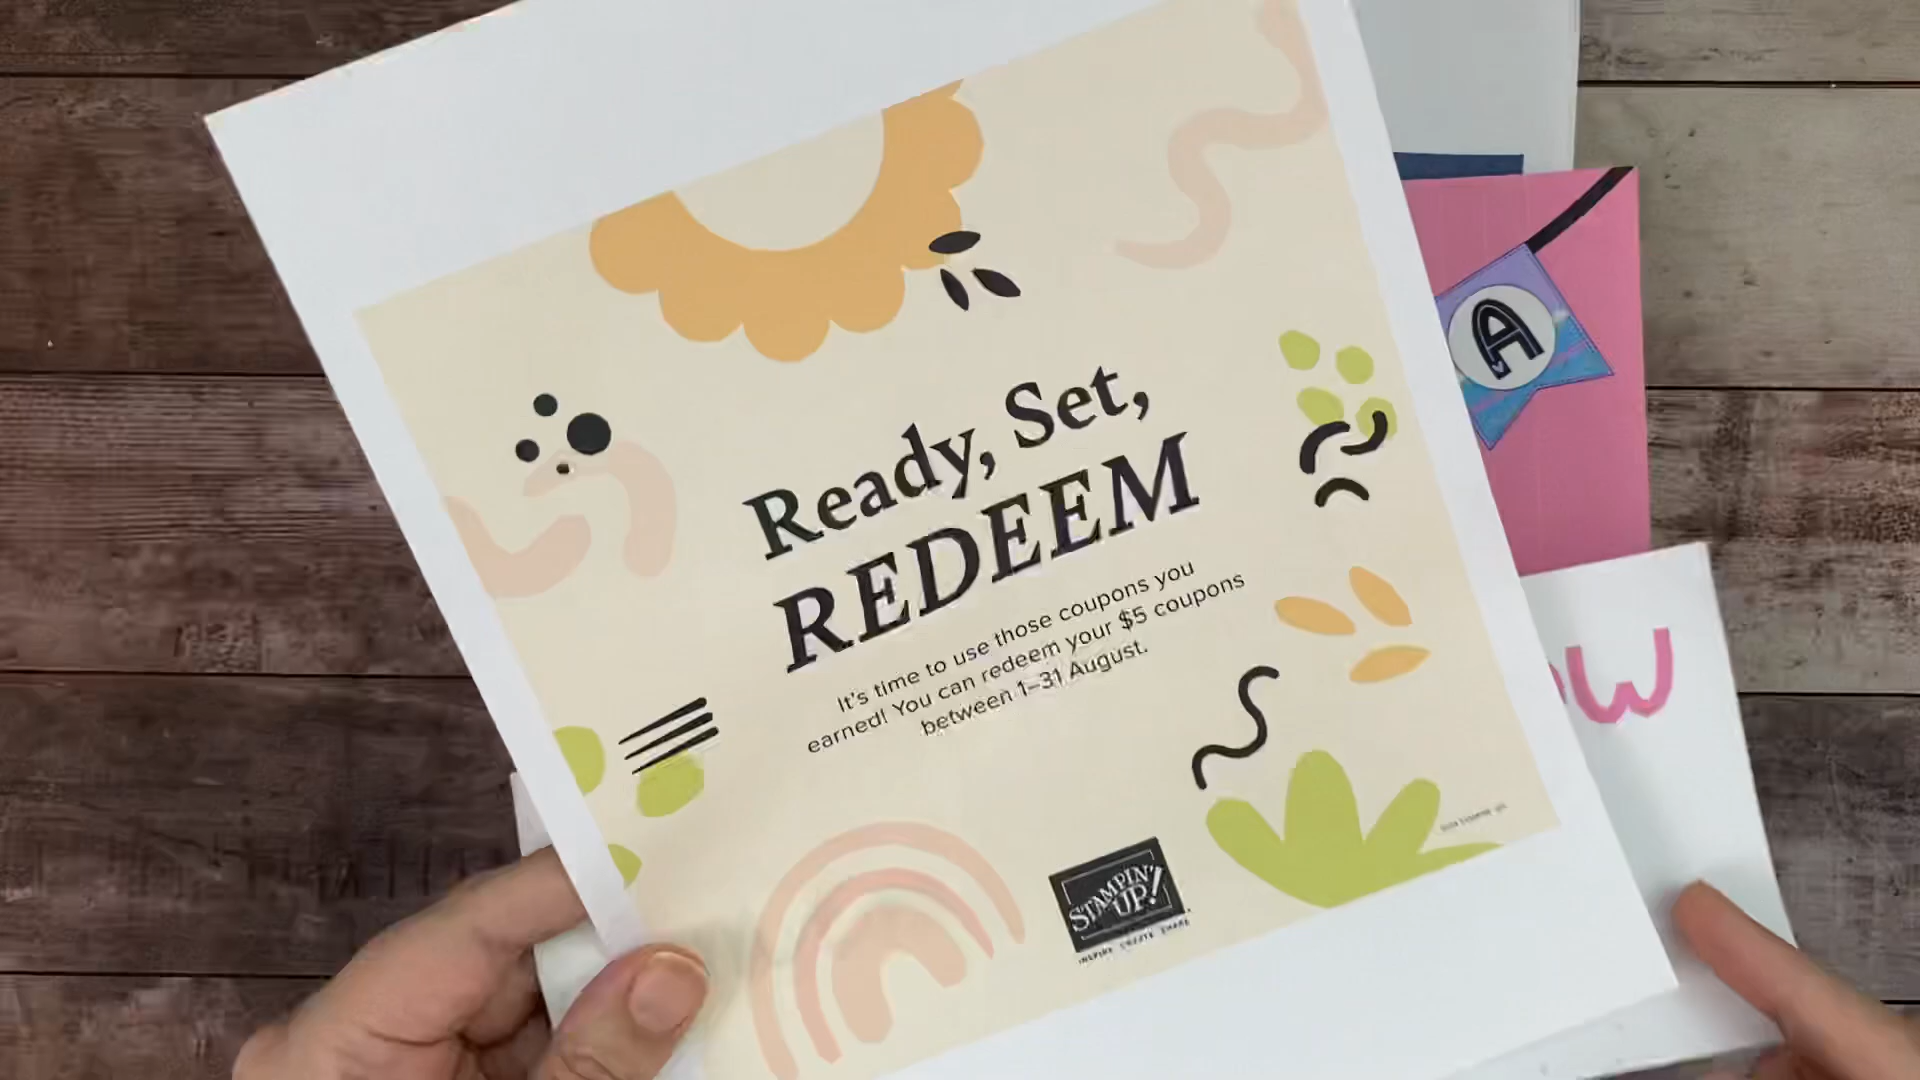 Ready, Set,
REDEEM
It's time to use those coupons you
earned! You can redeem your $5 coupons
between 1–31 August.
STAMPIN'
UP!
INSPIRE CREATE SHARE
A